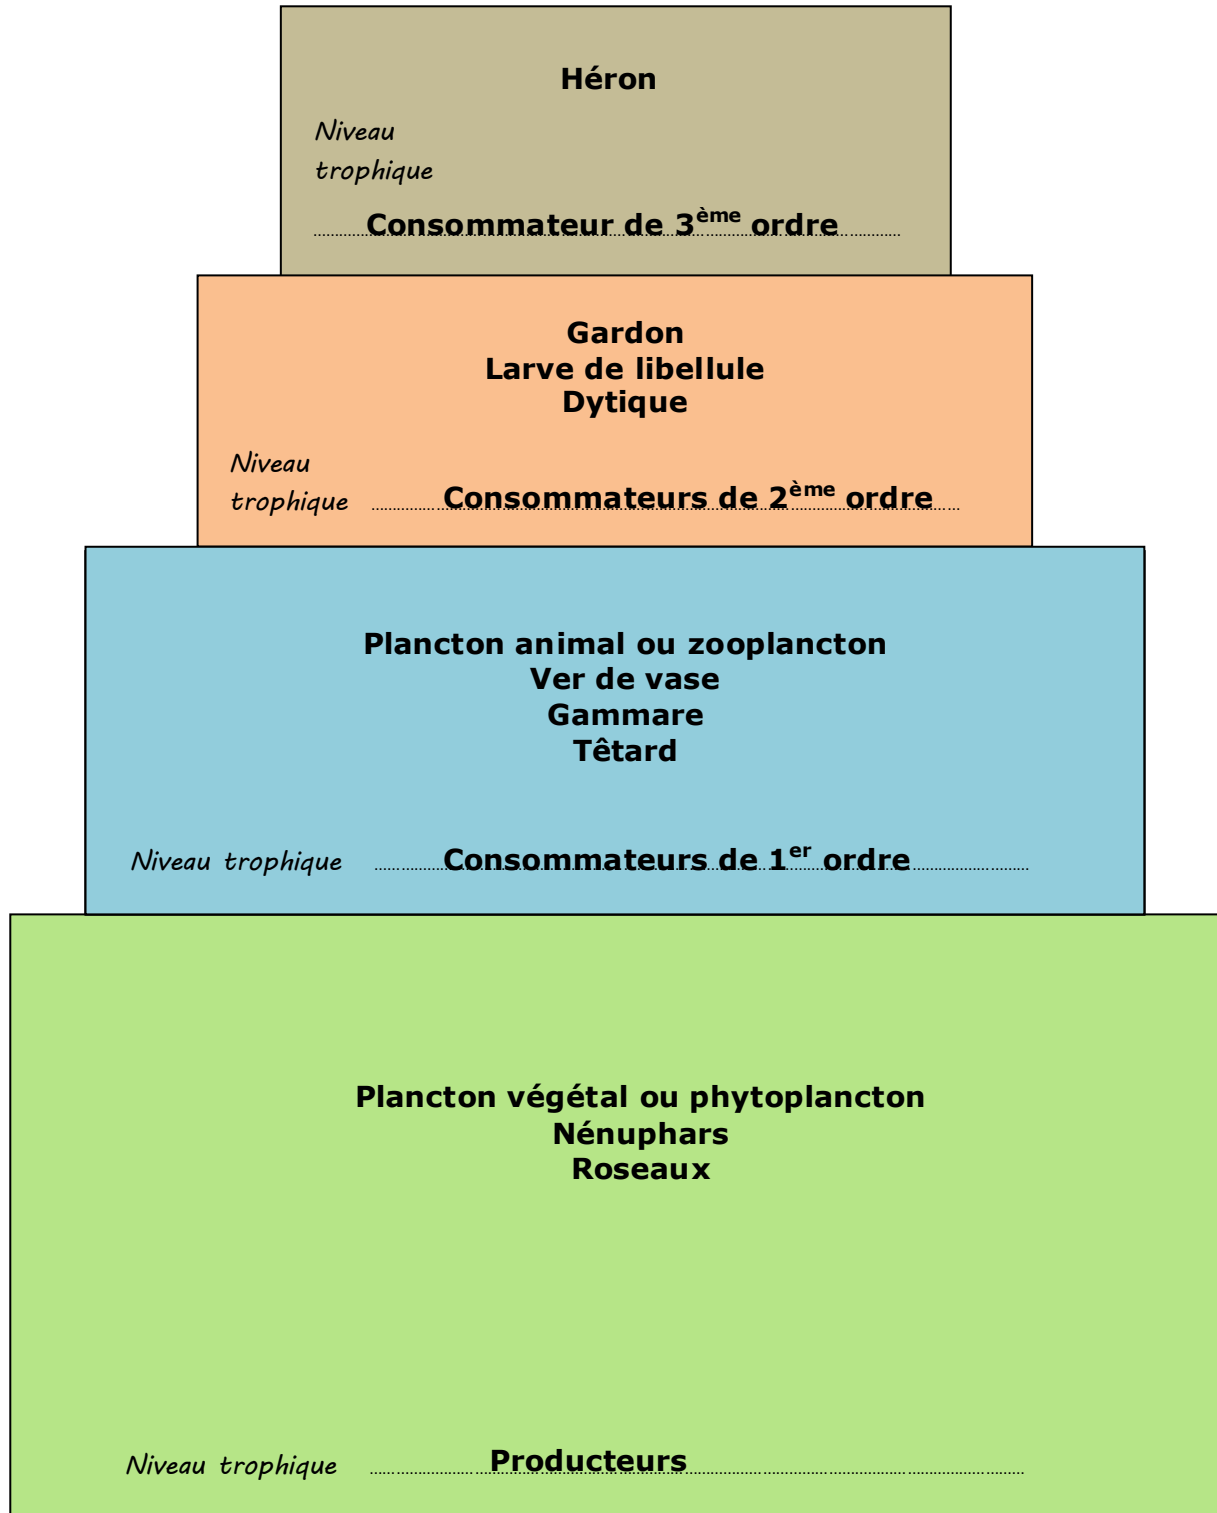 Héron
Niveau
trophique
Consommateur de 3ème ordre
Gardon
Larve de libellule
Dytique
Niveau
trophique Consommateurs de 2ème ordre
Plancton animal ou zooplancton
Ver de vase
Gammare
Têtard
Niveau trophique Consommateurs de 1er ordre
Plancton végétal ou phytoplancton
Nénuphars
Roseaux
Niveau trophique Producteurs